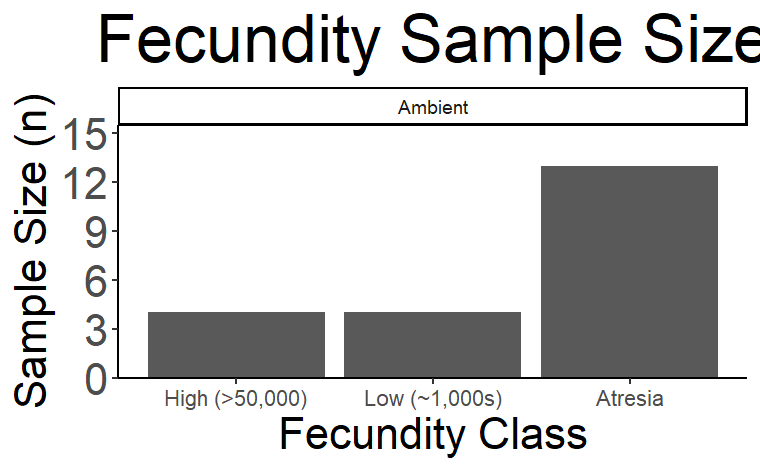 Fecundity Sample Size
Ambient
Sample Size (n)
15
12
9
6
3
0
High (>50,000) Low (~1,000s) Atresia
Fecundity Class